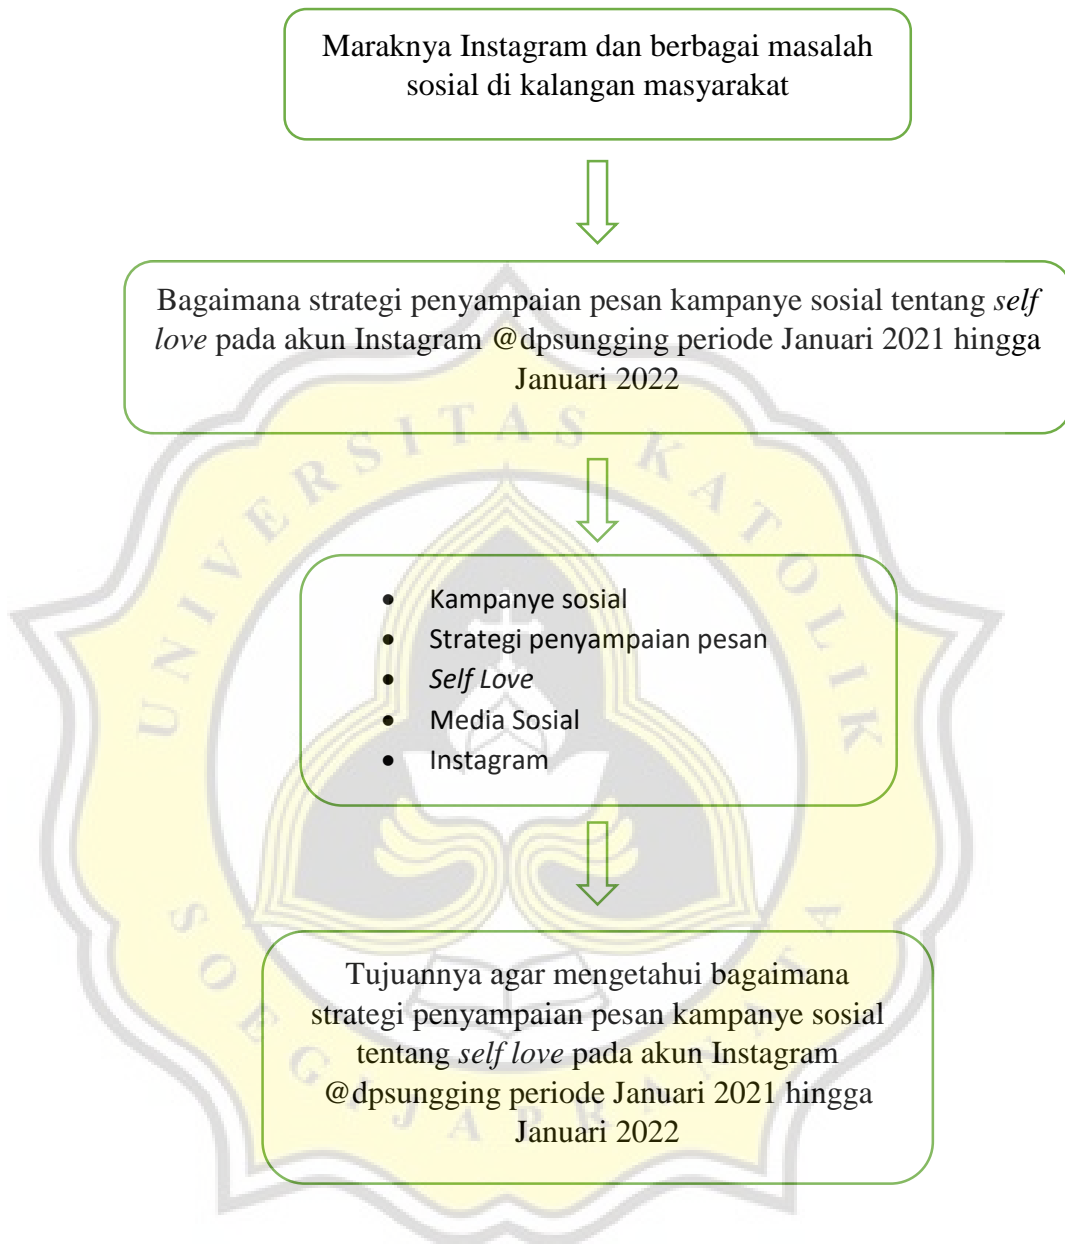 Maraknya Instagram dan berbagai masalah
sosial di kalangan masyarakat
Bagaimana strategi penyampaian pesan kampanye sosial tentang self
love pada akun Instagram @dpsungging periode Januari 2021 hingga
Januari 2022
UNIVERSITAS KATOLIK
• Kampanye sosial
• Strategi penyampaian pesan
• Self Love
• Media Sosial
• Instagram
Tujuannya agar mengetahui bagaimana
strategi penyampaian pesan kampanye sosial
tentang self love pada akun Instagram
@dpsungging periode Januari 2021 hingga
Januari 2022
SOEGIJAPRANATA